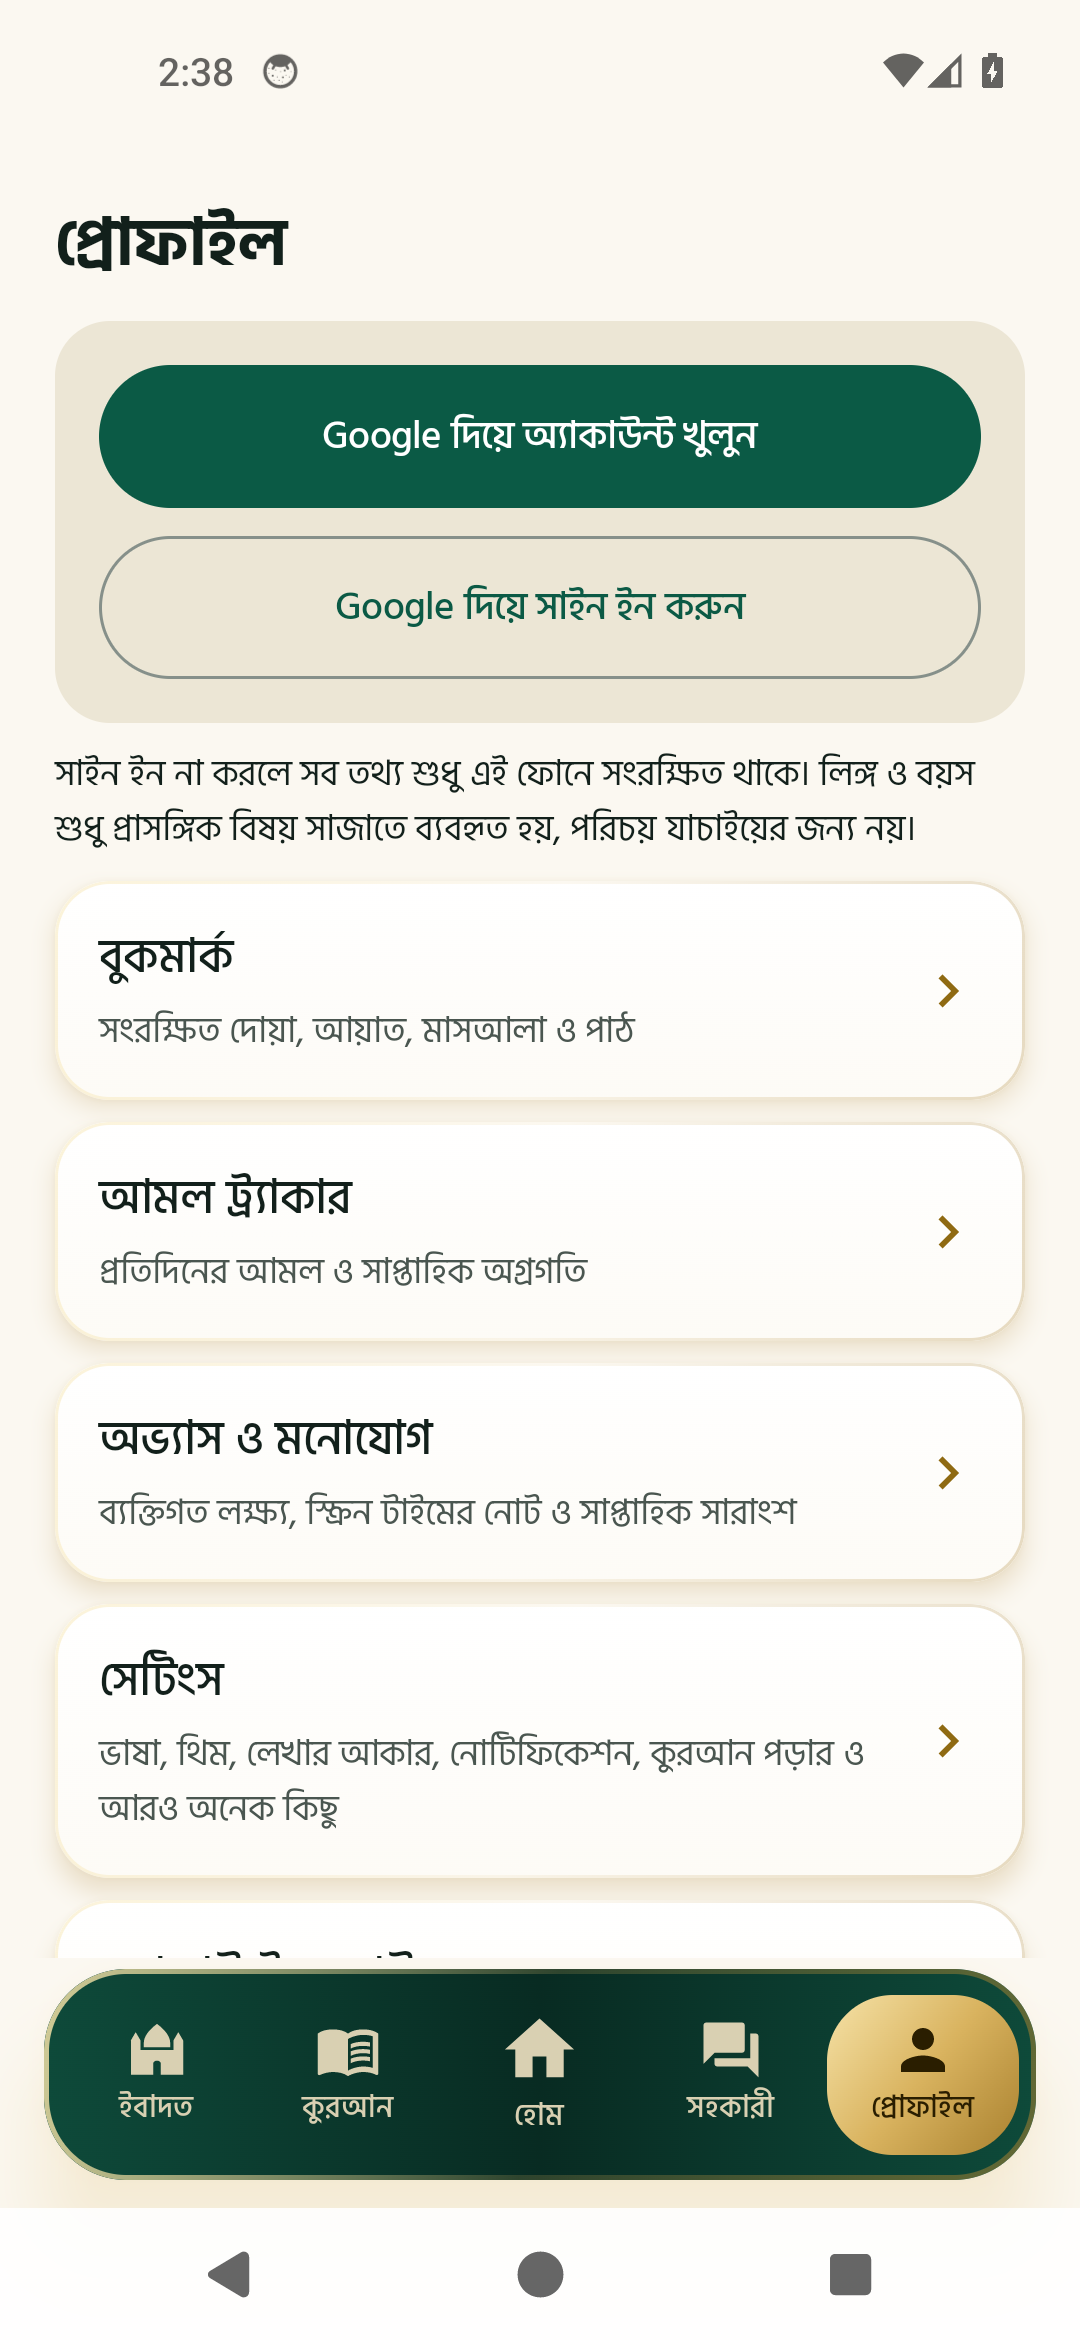 2:38
প্রোফাইল
Google দিয়ে অ্যাকাউন্ট খুলুন
Google দিয়ে সাইন ইন করুন
সাইন ইন না করলে সব তথ্য শুধু এই ফোনে সংরক্ষিত থাকে। লিঙ্গ ও বয়স
শুধু প্রাসঙ্গিক বিষয় সাজাতে ব্যবহৃত হয়, পরিচয় যাচাইয়ের জন্য নয়।
বুকমার্ক
সংরক্ষিত দোয়া, আয়াত, মাসআলা ও পাঠ
আমল ট্র্যাকার
প্রতিদিনের আমল ও সাপ্তাহিক অগ্রগতি
অভ্যাস ও মনোযোগ
ব্যক্তিগত লক্ষ্য, স্ক্রিন টাইমের নোট ও সাপ্তাহিক সারাংশ
সেটিংস
ভাষা, থিম, লেখার আকার, নোটিফিকেশন, কুরআন পড়ার ও
আরও অনেক কিছু
ইবাদত
কুরআন
হোম
সহকারী
প্রোফাইল